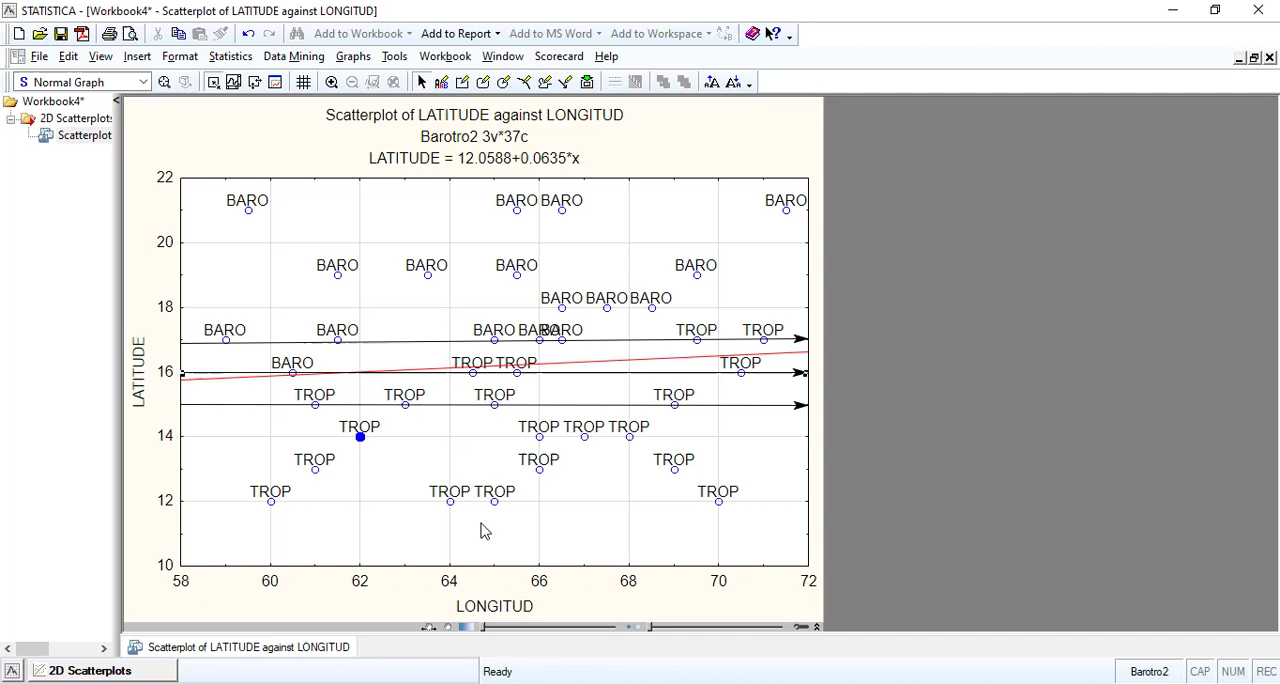 STATISTICA - [Workbook4* - Scatterplot of LATITUDE against LONGITUD]
Add to Workbook Add to Report Add to MS Word Add to Workspace
File Edit View Insert Format Statistics Data Mining Graphs Tools Workbook Window Scorecard Help
S Normal Graph
Workbook4*
2D Scatterplots
Scatterplot
Scatterplot of LATITUDE against LONGITUD
Barotro2 3v*37c
LATITUDE = 12.0588+0.0635*x
22
BARO BARO BARO BARO
20
BARO BARO BARO BARO
BARO BARO BARO
18
BARO BARO BARO BARO BARO TROP TROP
BARO TROP TROP TROP
16
TROP TROP TROP TROP
TROP TROP TROP TROP
14
TROP TROP TROP
TROP TROP TROP TROP
12
10
58 60 62 64 66 68 70 72
LATITUDE
LONGITUD
Scatterplot of LATITUDE against LONGITUD
2D Scatterplots Ready Barotro2 CAP NUM REC